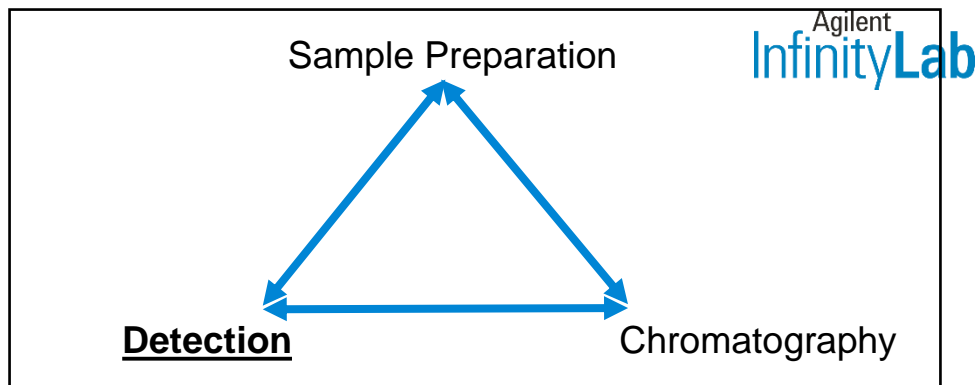 Agilent
InfinityLab
Sample Preparation
Detection
Chromatography